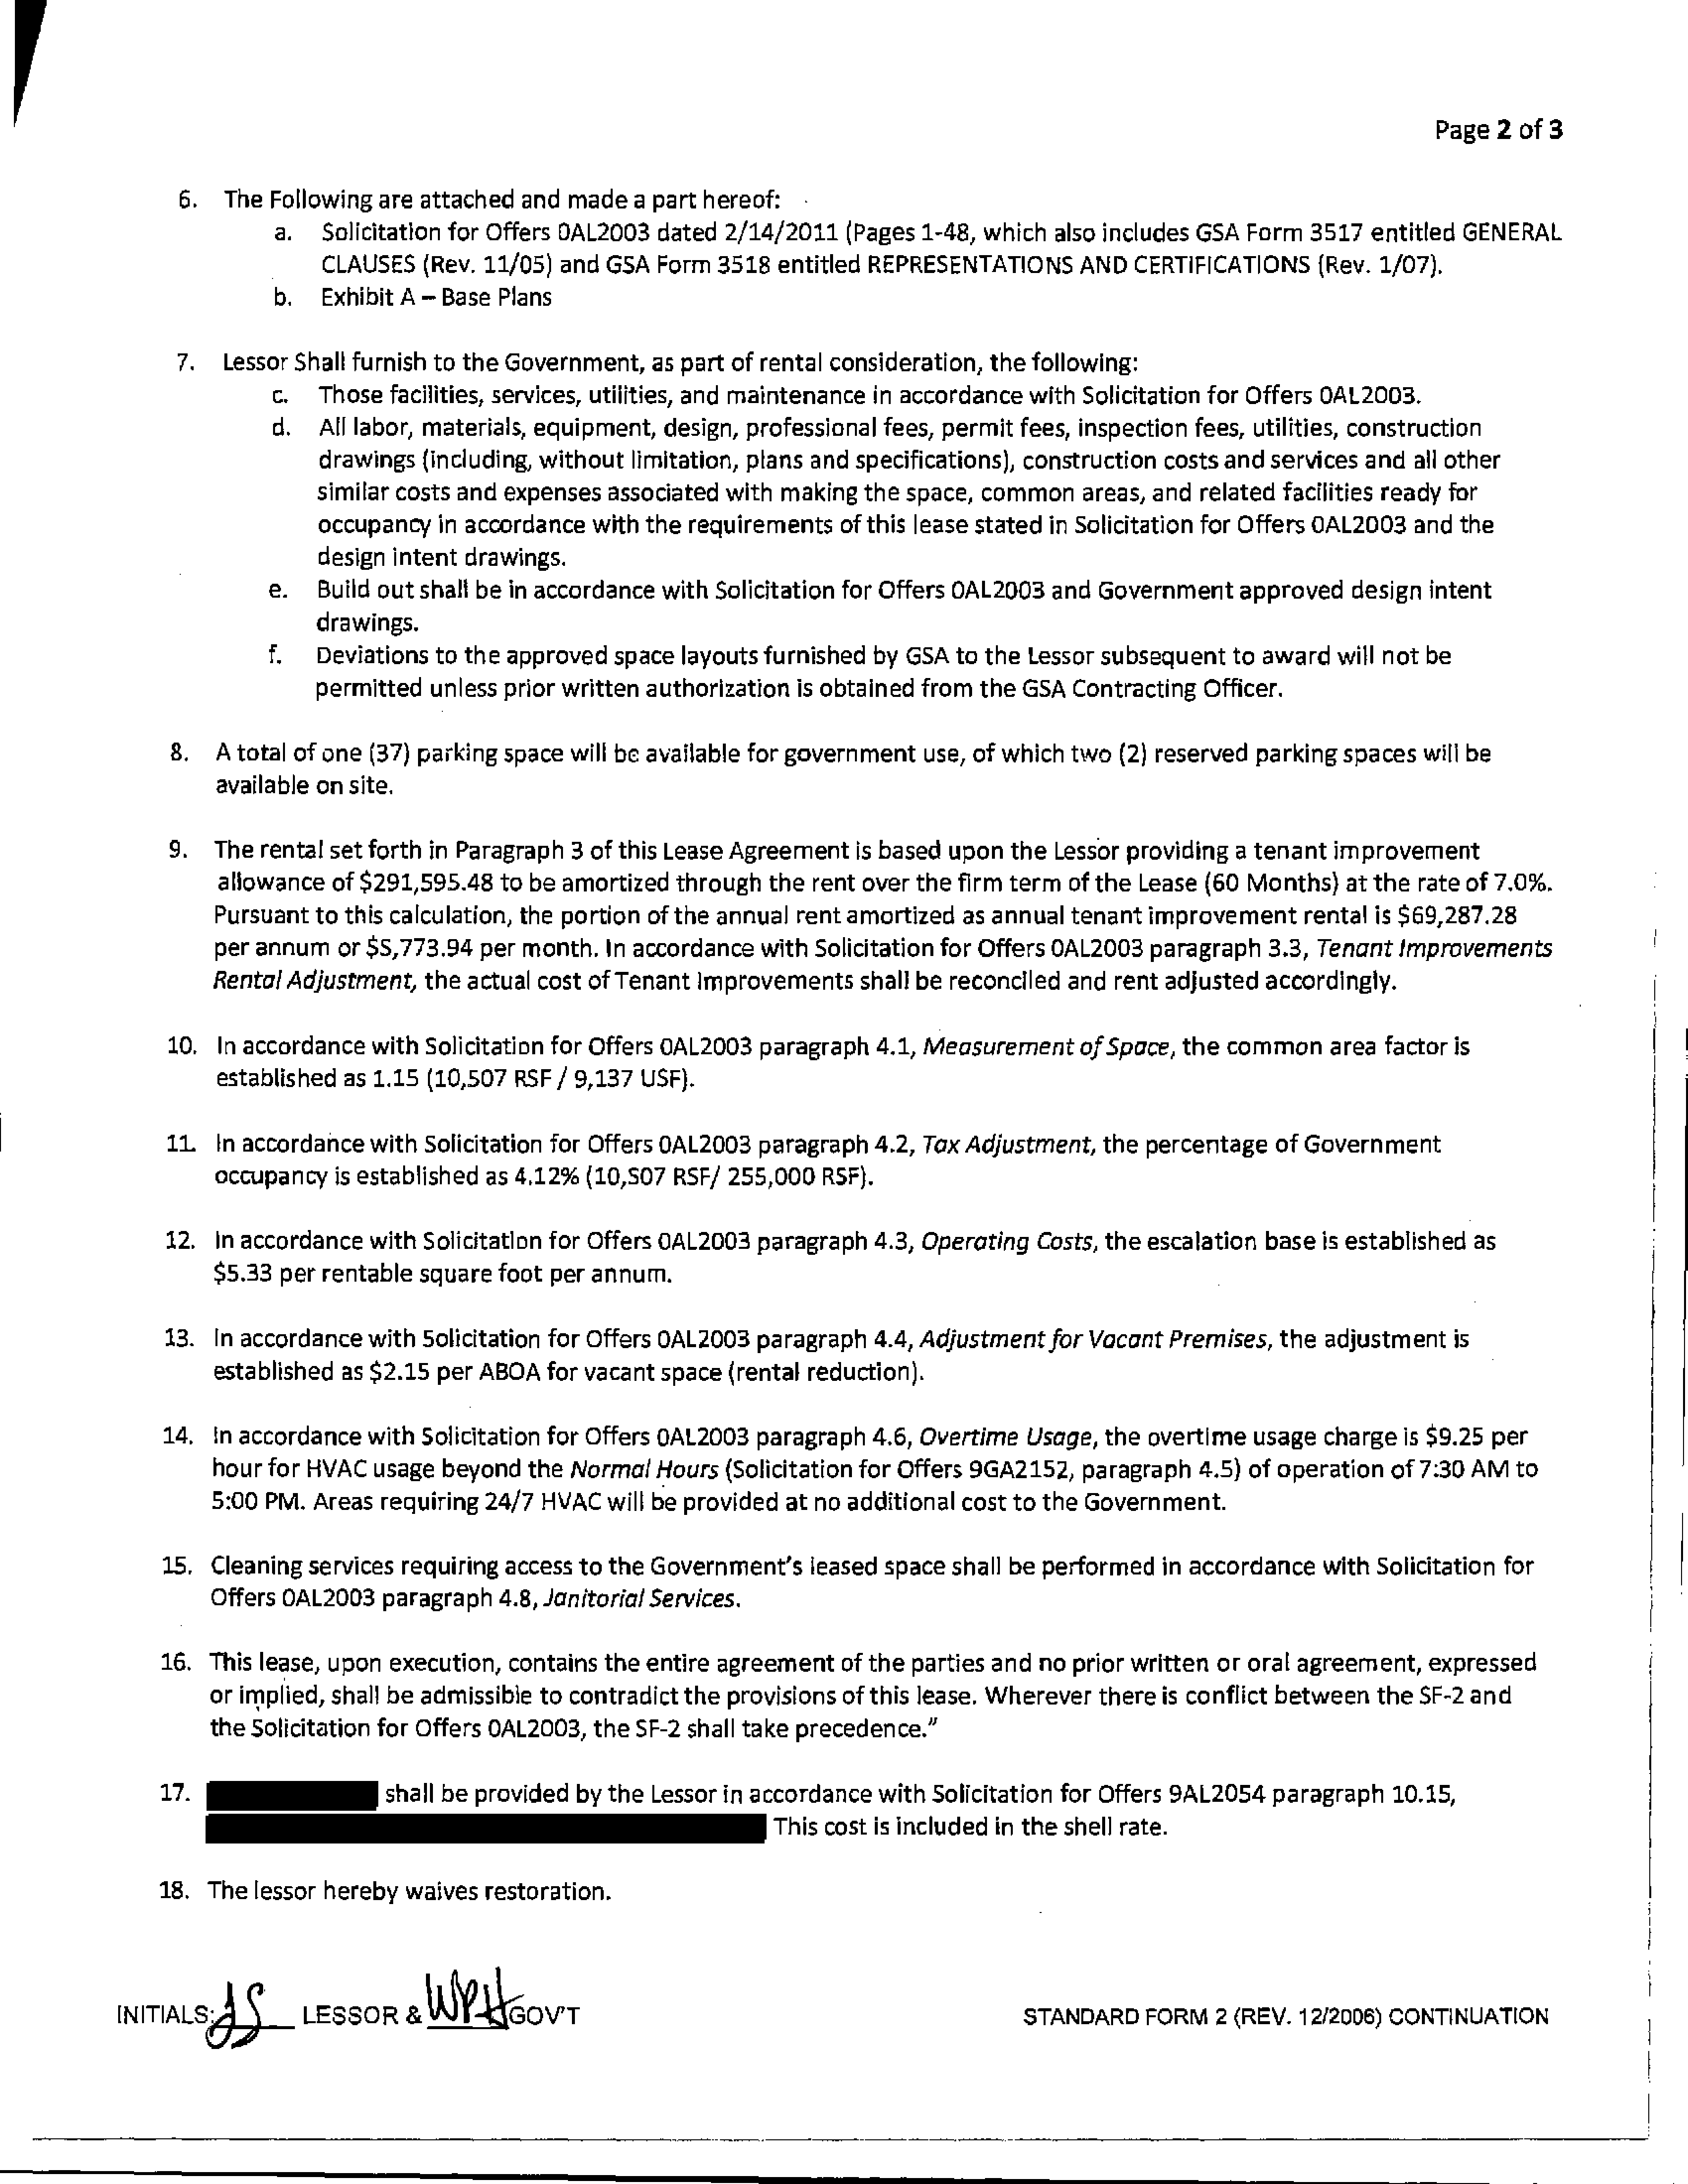 Page 2 of 3
6. The Following are attached and made a part hereof:
a. Solicitation for Offers 0AL2003 dated 2/14/2011 (Pages 1-48, which also includes GSA Form 3517 entitled GENERAL
CLAUSES (Rev. 11/05) and GSA Form 3518 entitled REPRESENTATIONS AND CERTIFICATIONS (Rev. 1/07).
b. Exhibit A – Base Plans
7. Lessor Shall furnish to the Government, as part of rental consideration, the following:
c. Those facilities, services, utilities, and maintenance in accordance with Solicitation for Offers 0AL2003.
d. All labor, materials, equipment, design, professional fees, permit fees, inspection fees, utilities, construction
drawings (including, without limitation, plans and specifications), construction costs and services and all other
similar costs and expenses associated with making the space, common areas, and related facilities ready for
occupancy in accordance with the requirements of this lease stated in Solicitation for Offers 0AL2003 and the
design intent drawings.
e. Build out shall be in accordance with Solicitation for Offers 0AL2003 and Government approved design intent
drawings.
f. Deviations to the approved space layouts furnished by GSA to the Lessor subsequent to award will not be
permitted unless prior written authorization is obtained from the GSA Contracting Officer.
8. A total of one (37) parking space will be available for government use, of which two (2) reserved parking spaces will be
available on site.
9. The rental set forth in Paragraph 3 of this Lease Agreement is based upon the Lessor providing a tenant improvement
allowance of $291,595.48 to be amortized through the rent over the firm term of the Lease (60 Months) at the rate of 7.0%.
Pursuant to this calculation, the portion of the annual rent amortized as annual tenant improvement rental is $69,287.28
per annum or $5,773.94 per month. In accordance with Solicitation for Offers 0AL2003 paragraph 3.3, Tenant Improvements
Rental Adjustment, the actual cost of Tenant Improvements shall be reconciled and rent adjusted accordingly.
10. In accordance with Solicitation for Offers 0AL2003 paragraph 4.1, Measurement of Space, the common area factor is
established as 1.15 (10,507 RSF / 9,137 USF).
11. In accordance with Solicitation for Offers 0AL2003 paragraph 4.2, Tax Adjustment, the percentage of Government
occupancy is established as 4.12% (10,507 RSF/ 255,000 RSF).
12. In accordance with Solicitation for Offers 0AL2003 paragraph 4.3, Operating Costs, the escalation base is established as
$5.33 per rentable square foot per annum.
13. In accordance with Solicitation for Offers 0AL2003 paragraph 4.4, Adjustment for Vacant Premises, the adjustment is
established as $2.15 per ABOA for vacant space (rental reduction).
14. In accordance with Solicitation for Offers 0AL2003 paragraph 4.6, Overtime Usage, the overtime usage charge is $9.25 per
hour for HVAC usage beyond the Normal Hours (Solicitation for Offers 9GA2152, paragraph 4.5) of operation of 7:30 AM to
5:00 PM. Areas requiring 24/7 HVAC will be provided at no additional cost to the Government.
15. Cleaning services requiring access to the Government's leased space shall be performed in accordance with Solicitation for
Offers 0AL2003 paragraph 4.8, Janitorial Services.
16. This lease, upon execution, contains the entire agreement of the parties and no prior written or oral agreement, expressed
or implied, shall be admissible to contradict the provisions of this lease. Wherever there is conflict between the SF-2 and
the Solicitation for Offers 0AL2003, the SF-2 shall take precedence."
17. shall be provided by the Lessor in accordance with Solicitation for Offers 9AL2054 paragraph 10.15,
This cost is included in the shell rate.
18. The lessor hereby waives restoration.
INITIALS: JS LESSOR & WPH GOV'T
STANDARD FORM 2 (REV. 12/2006) CONTINUATION